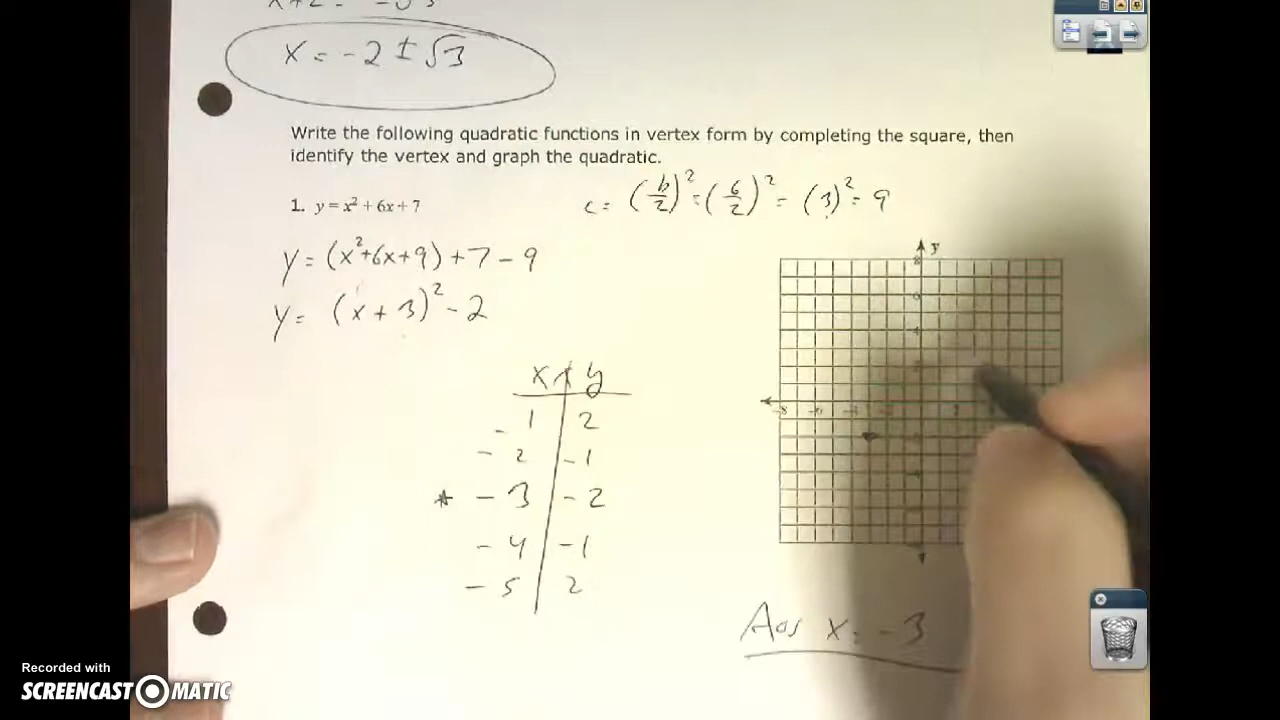 x = -2 ± √3
Write the following quadratic functions in vertex form by completing the square, then
identify the vertex and graph the quadratic.
1. y = x² + 6x + 7
c = (b/2)² = (6/2)² = (3)² = 9
y = (x²+6x+9) + 7 - 9
y = (x + 3)² - 2
x y
-1 2
-2 -1
* -3 -2
-4 -1
-5 2
y
8
Aos x = -3
Recorded with
SCREENCAST O MATIC